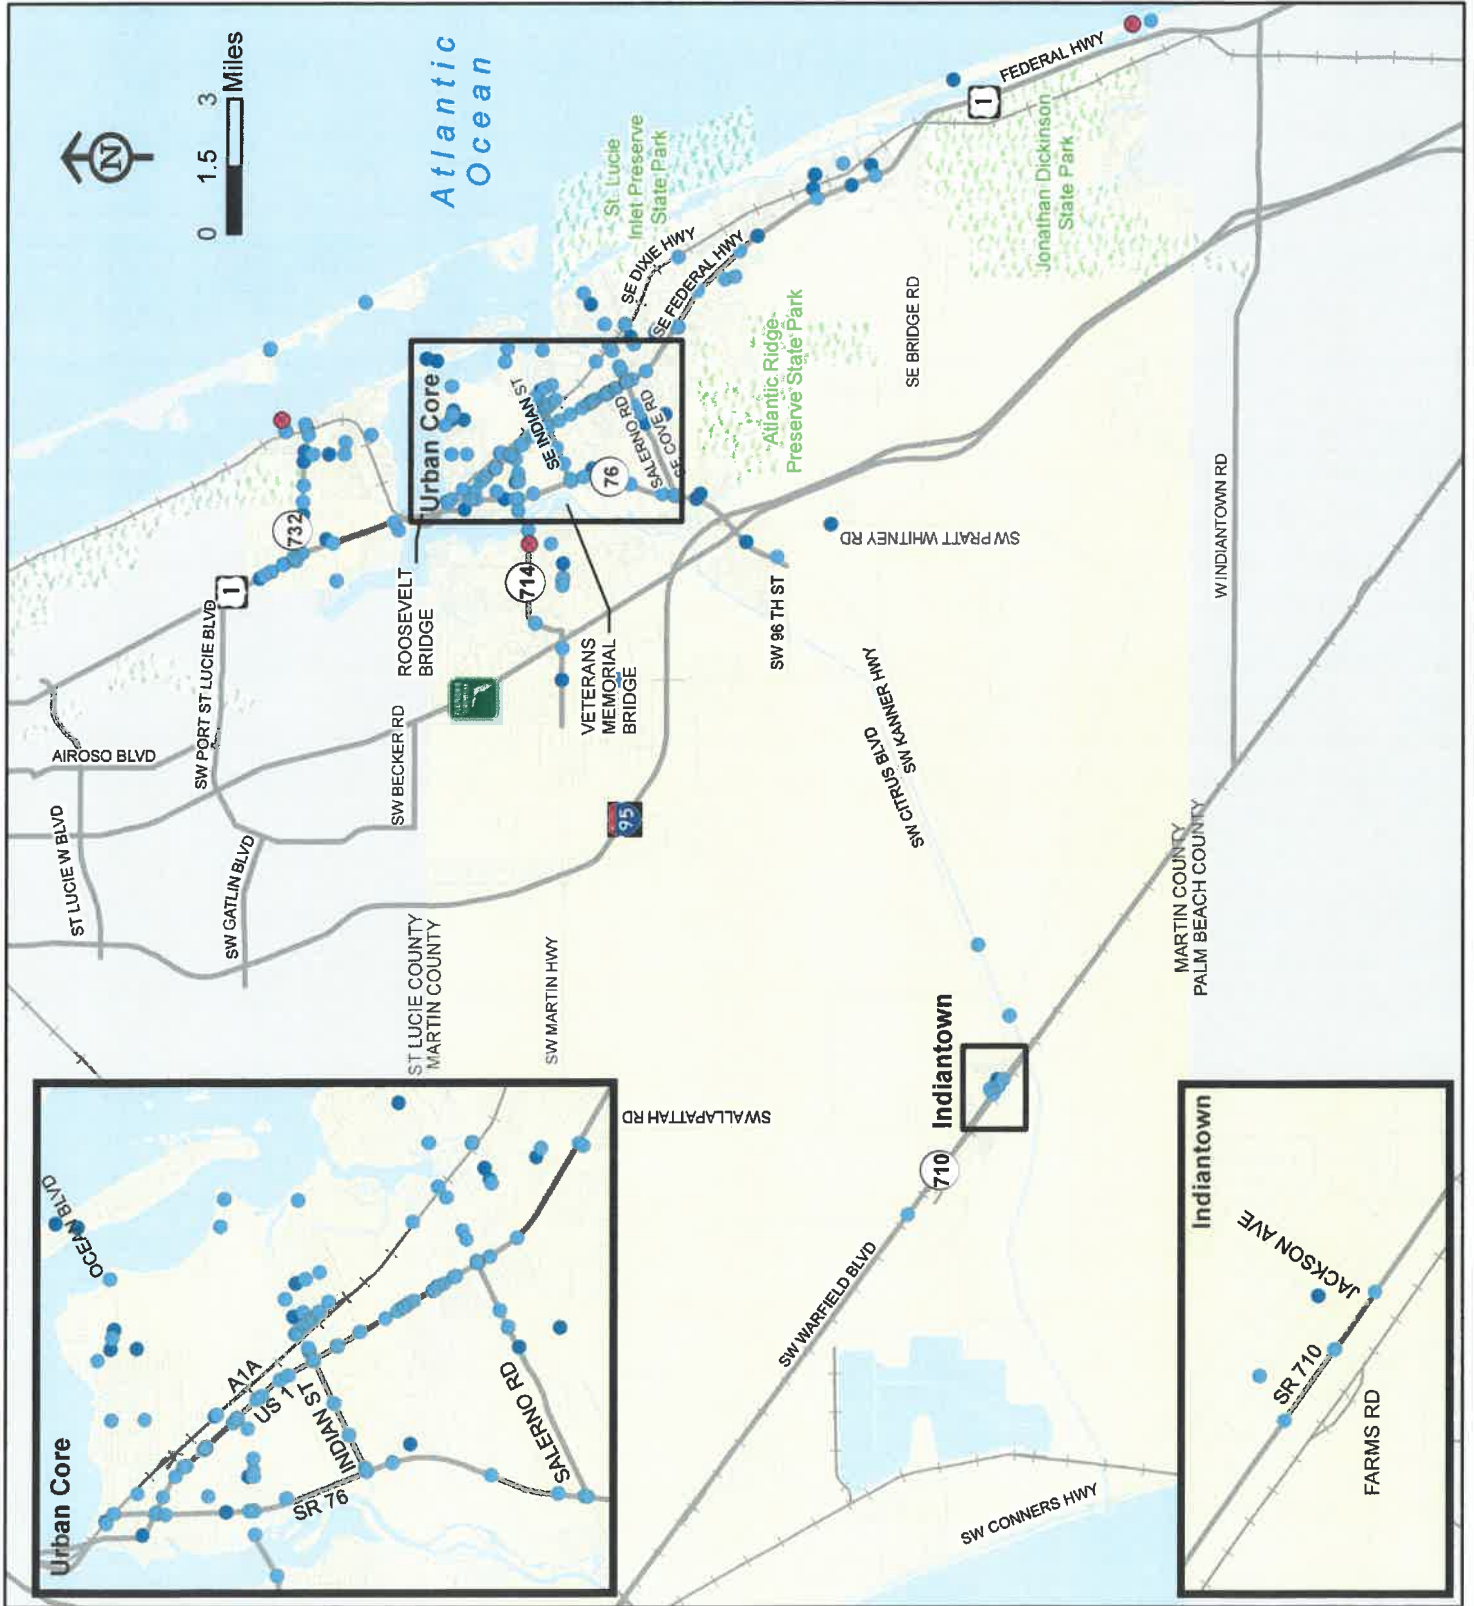 N
0 1.5 3
Miles
Atlantic
Ocean
FEDERAL HWY
1
St. Lucie
Inlet Preserve
State Park
Jonathan Dickinson
State Park
SE DIXIE HWY
SE FEDERAL HWY
Atlantic Ridge
Preserve State Park
SE BRIDGE RD
Urban Core
SE INDIAN ST
SALERNO RD
SE COVE RD
76
732
1
714
ROOSEVELT
BRIDGE
VETERANS
MEMORIAL
BRIDGE
SW 96 TH ST
SW PRATT WHITNEY RD
W INDIANTOWN RD
AIROSO BLVD
SW PORT ST LUCIE BLVD
SW BECKER RD
ST LUCIE W BLVD
SW GATLIN BLVD
95
SW CITRUS BLVD
SW KANNER HWY
ST LUCIE COUNTY
MARTIN COUNTY
SW MARTIN HWY
MARTIN COUNTY
PALM BEACH COUNTY
SW ALLAPATTAH RD
Indiantown
710
SW WARFIELD BLVD
SW CONNERS HWY
Urban Core
OCEAN BLVD
A1A
US 1
INDIAN ST
SR 76
SALERNO RD
Indiantown
JACKSON AVE
SR 710
FARMS RD